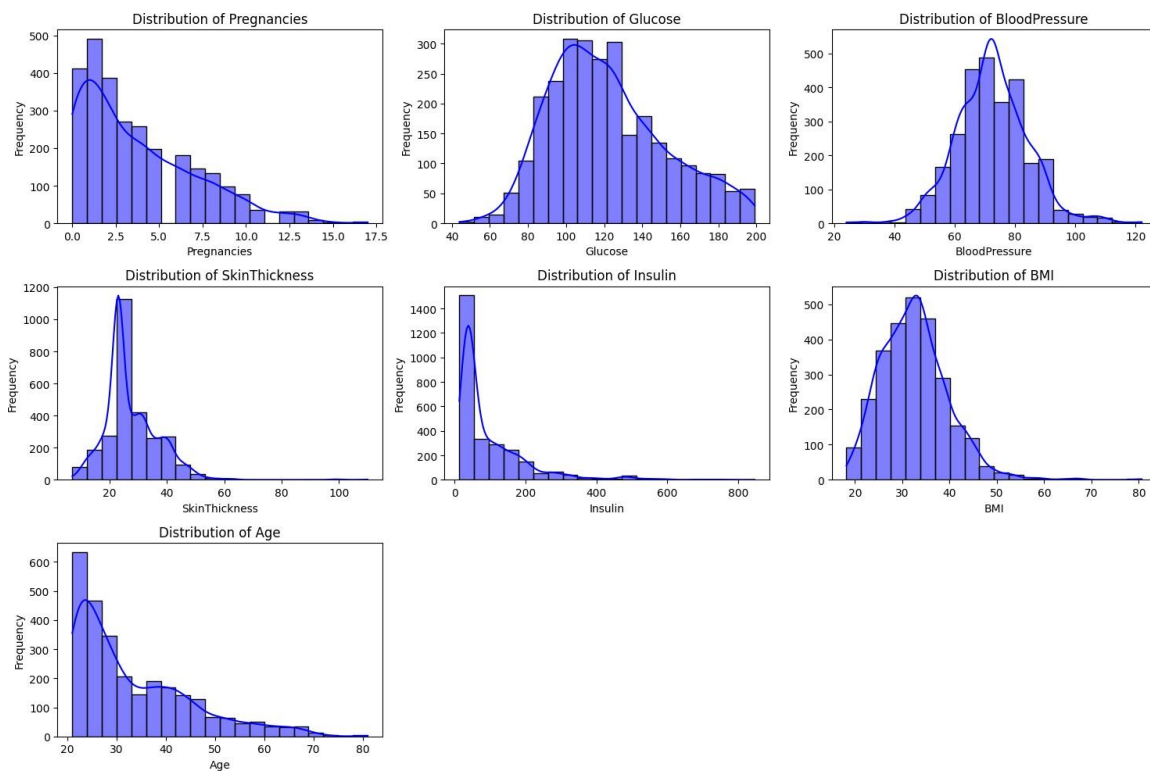 Distribution of Pregnancies
Frequency
500
400
300
200
100
0
0.0 2.5 5.0 7.5 10.0 12.5 15.0 17.5
Pregnancies
Distribution of Glucose
Frequency
300
250
200
150
100
50
0
40 60 80 100 120 140 160 180 200
Glucose
Distribution of BloodPressure
Frequency
500
400
300
200
100
0
20 40 60 80 100 120
BloodPressure
Distribution of SkinThickness
Frequency
1200
1000
800
600
400
200
0
20 40 60 80 100
SkinThickness
Distribution of Insulin
Frequency
1400
1200
1000
800
600
400
200
0
0 200 400 600 800
Insulin
Distribution of BMI
Frequency
500
400
300
200
100
0
20 30 40 50 60 70 80
BMI
Distribution of Age
Frequency
600
500
400
300
200
100
0
20 30 40 50 60 70 80
Age